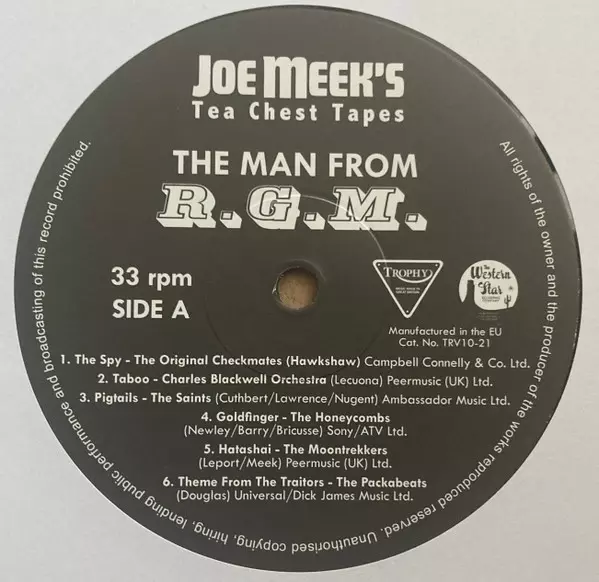 JOE MEEK'S
Tea Chest Tapes
THE MAN FROM
R.G.M.
33 rpm
SIDE A
TROPHY
The Western Star
Manufactured in the EU
Cat. No. TRV10-21
1. The Spy - The Original Checkmates (Hawkshaw) Campbell Connelly & Co. Ltd.
2. Taboo - Charles Blackwell Orchestra (Lecuona) Peermusic (UK) Ltd.
3. Pigtails - The Saints (Cuthbert/Lawrence/Nugent) Ambassador Music Ltd.
4. Goldfinger - The Honeycombs
(Newley/Barry/Bricusse) Sony/ATV Ltd.
5. Hatashai - The Moontrekkers
(Leport/Meek) Peermusic (UK) Ltd.
6. Theme From The Traitors - The Packabeats
(Douglas) Universal/Dick James Music Ltd.
All rights of the owner and the producer of the works reproduced reserved. Unauthorised copying, hiring, lending public performance and broadcasting of this record prohibited.